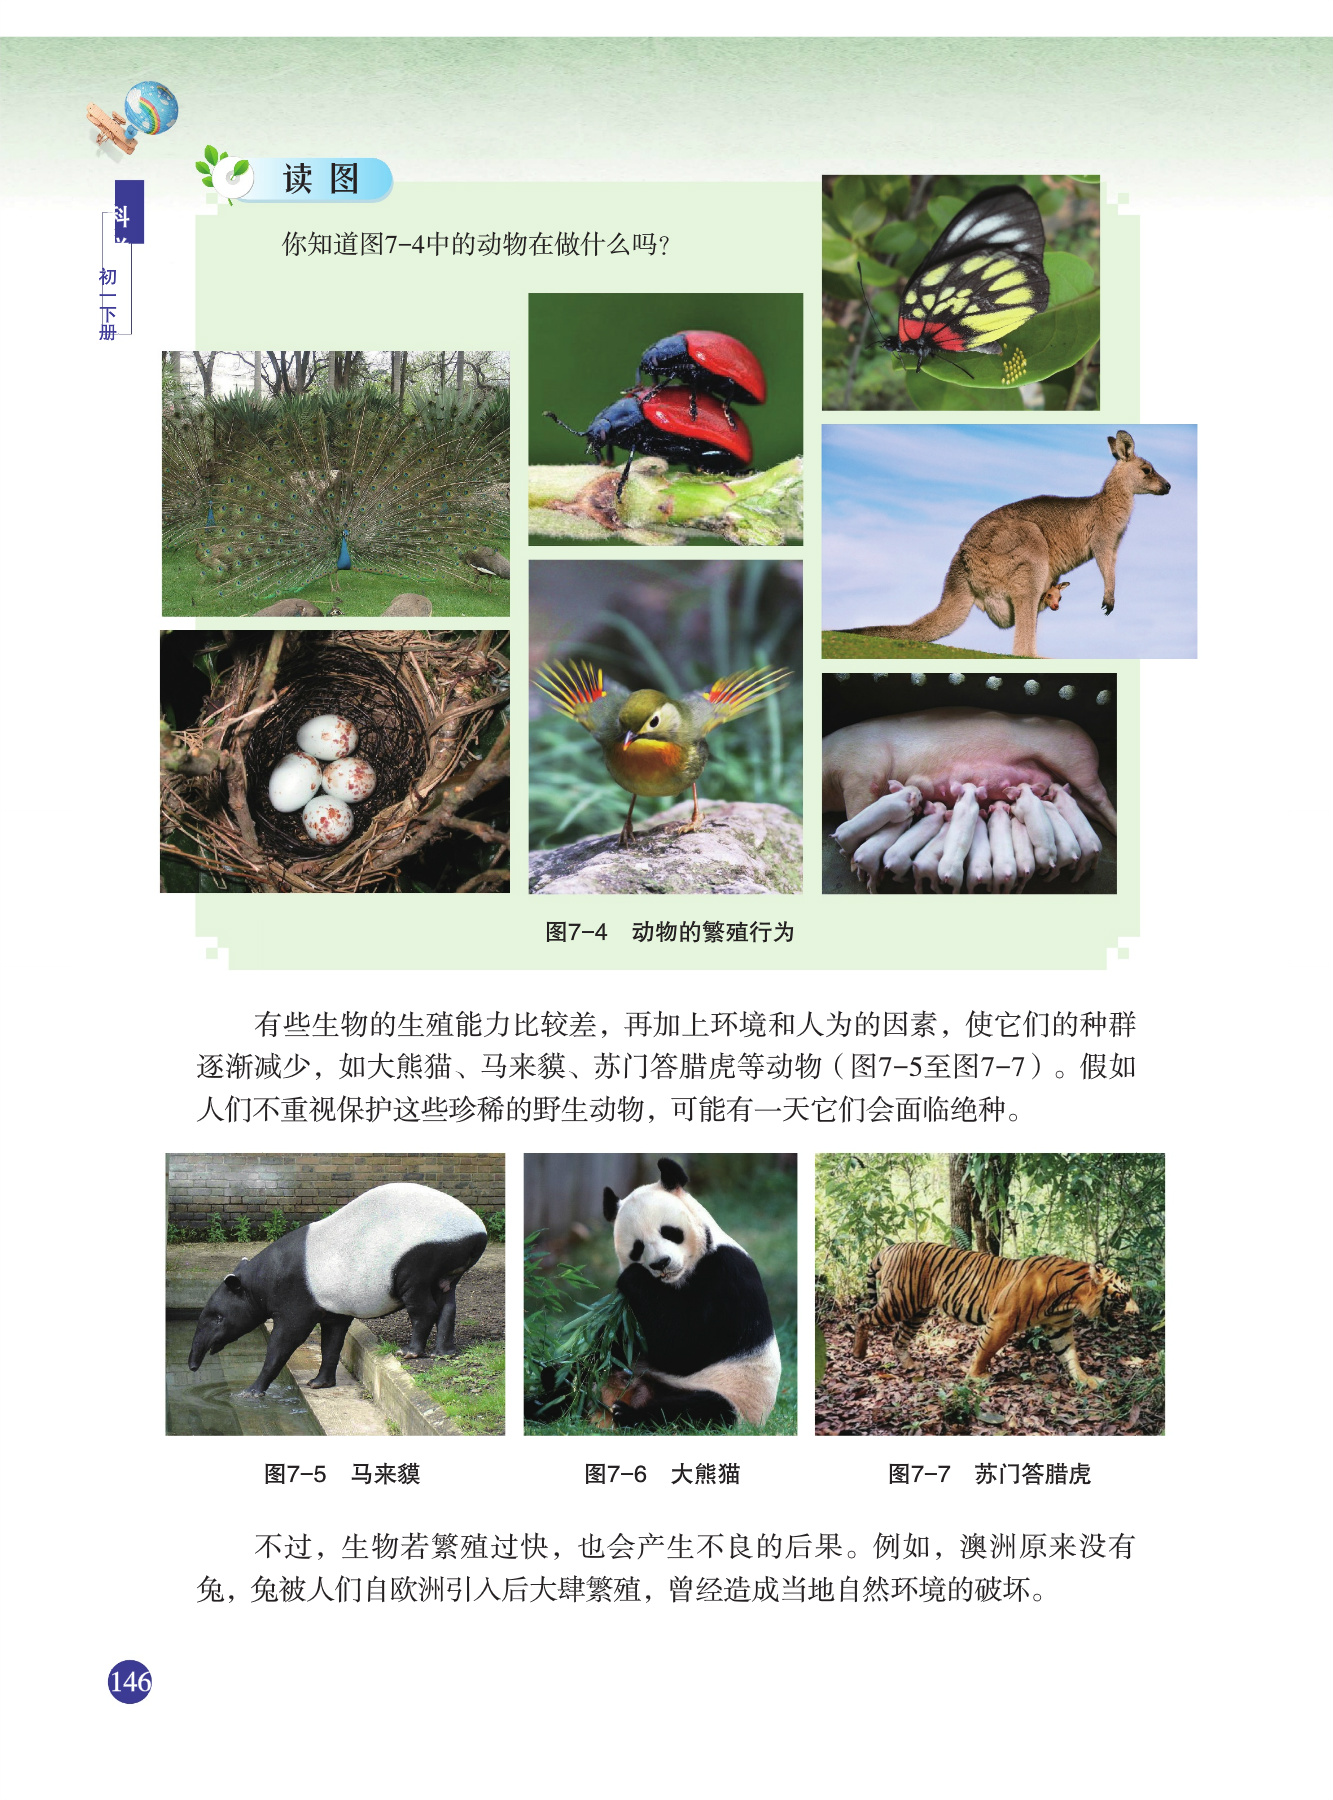 科
初一下册
读 图
你知道图7-4中的动物在做什么吗？
图7-4 动物的繁殖行为
有些生物的生殖能力比较差，再加上环境和人为的因素，使它们的种群
逐渐减少，如大熊猫、马来貘、苏门答腊虎等动物（图7-5至图7-7）。假如
人们不重视保护这些珍稀的野生动物，可能有一天它们会面临绝种。
图7-5 马来貘
图7-6 大熊猫
图7-7 苏门答腊虎
不过，生物若繁殖过快，也会产生不良的后果。例如，澳洲原来没有
兔，兔被人们自欧洲引入后大肆繁殖，曾经造成当地自然环境的破坏。
146